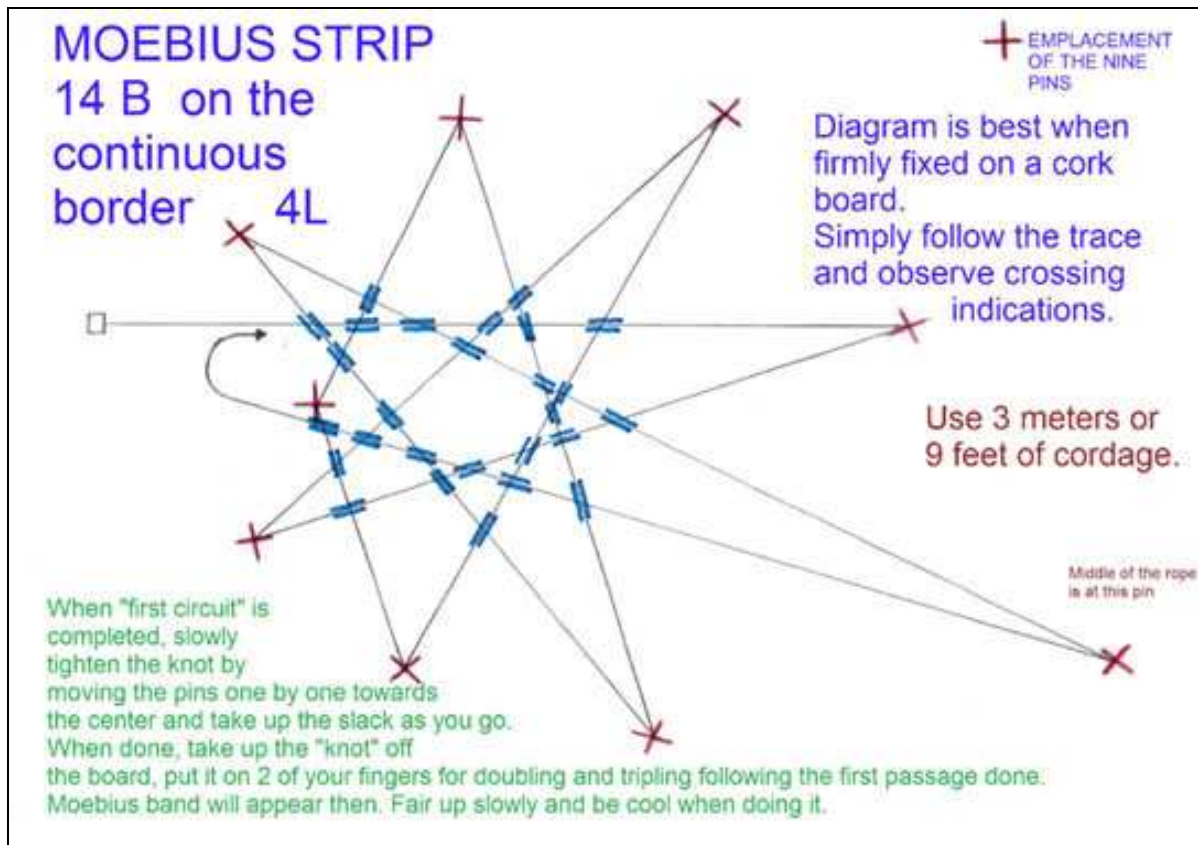 MOEBIUS STRIP
14 B on the
continuous
border 4L
EMPLACEMENT
OF THE NINE
PINS
Diagram is best when
firmly fixed on a cork
board.
Simply follow the trace
and observe crossing
indications.
Use 3 meters or
9 feet of cordage.
Middle of the rope
is at this pin
When "first circuit" is
completed, slowly
tighten the knot by
moving the pins one by one towards
the center and take up the slack as you go.
When done, take up the "knot" off
the board, put it on 2 of your fingers for doubling and tripling following the first passage done.
Moebius band will appear then. Fair up slowly and be cool when doing it.